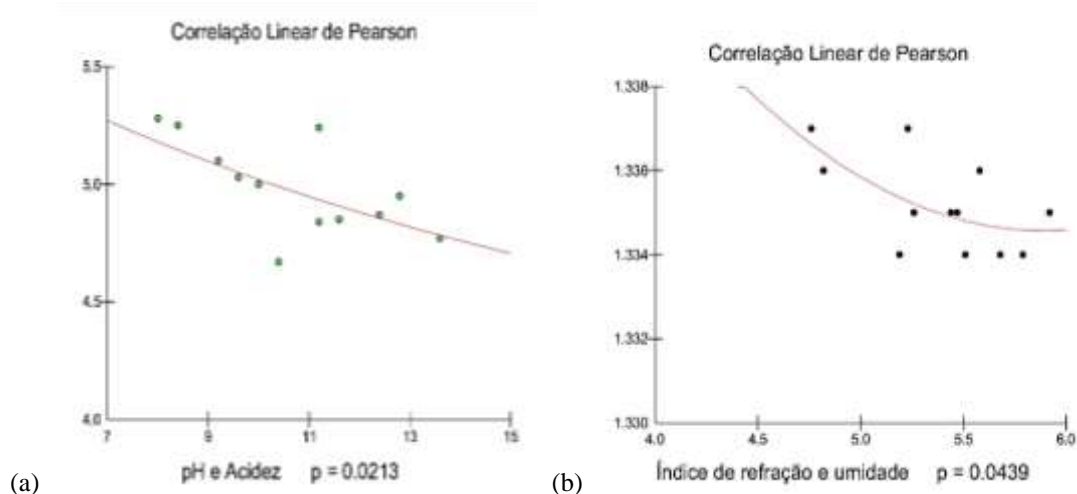 Correlação Linear de Pearson
5.5
5.0
4.5
4.0
7 9 11 13 15
pH e Acidez p = 0.0213
(a)
Correlação Linear de Pearson
1.338
1.336
1.334
1.332
1.330
4.0 4.5 5.0 5.5 6.0
Índice de refração e umidade p = 0.0439
(b)